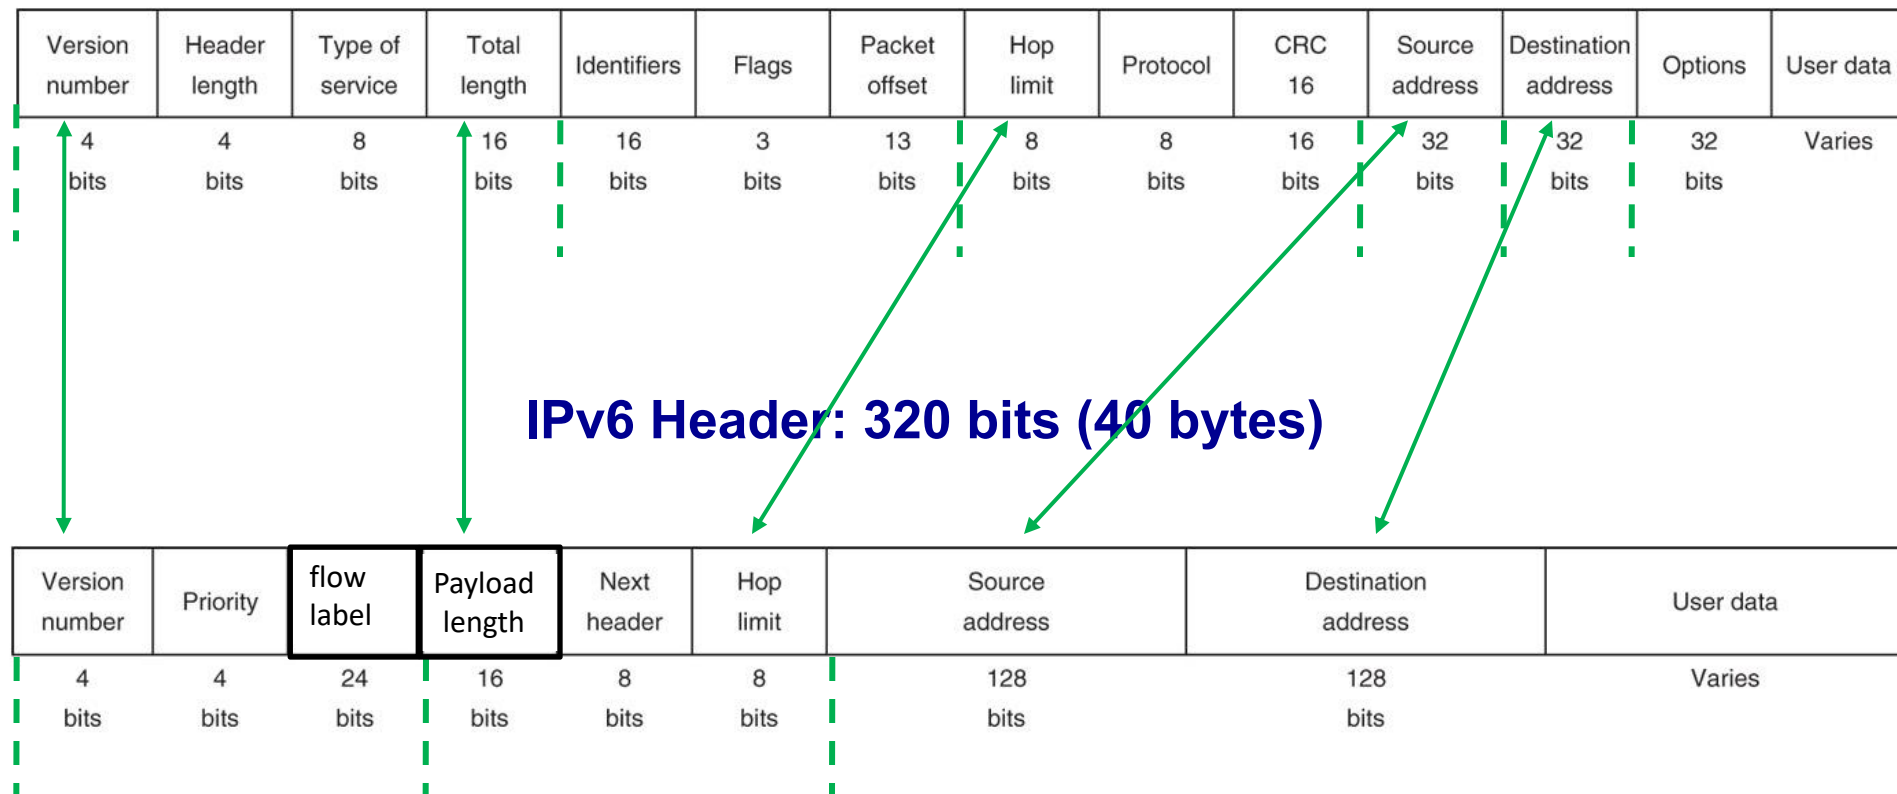 Version number
Header length
Type of service
Total length
Identifiers
Flags
Packet offset
Hop limit
Protocol
CRC 16
Source address
Destination address
Options
User data
4 bits
4 bits
8 bits
16 bits
16 bits
3 bits
13 bits
8 bits
8 bits
16 bits
32 bits
32 bits
32 bits
Varies
IPv6 Header: 320 bits (40 bytes)
Version number
Priority
flow label
Payload length
Next header
Hop limit
Source address
Destination address
User data
4 bits
4 bits
24 bits
16 bits
8 bits
8 bits
128 bits
128 bits
Varies